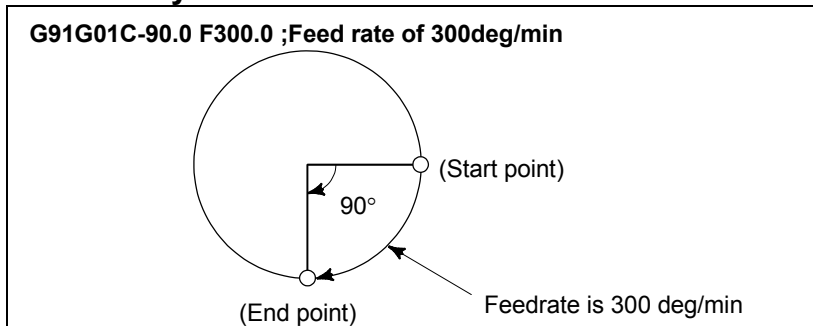 G91G01C-90.0 F300.0 ;Feed rate of 300deg/min
(Start point)
90°
(End point)
Feedrate is 300 deg/min